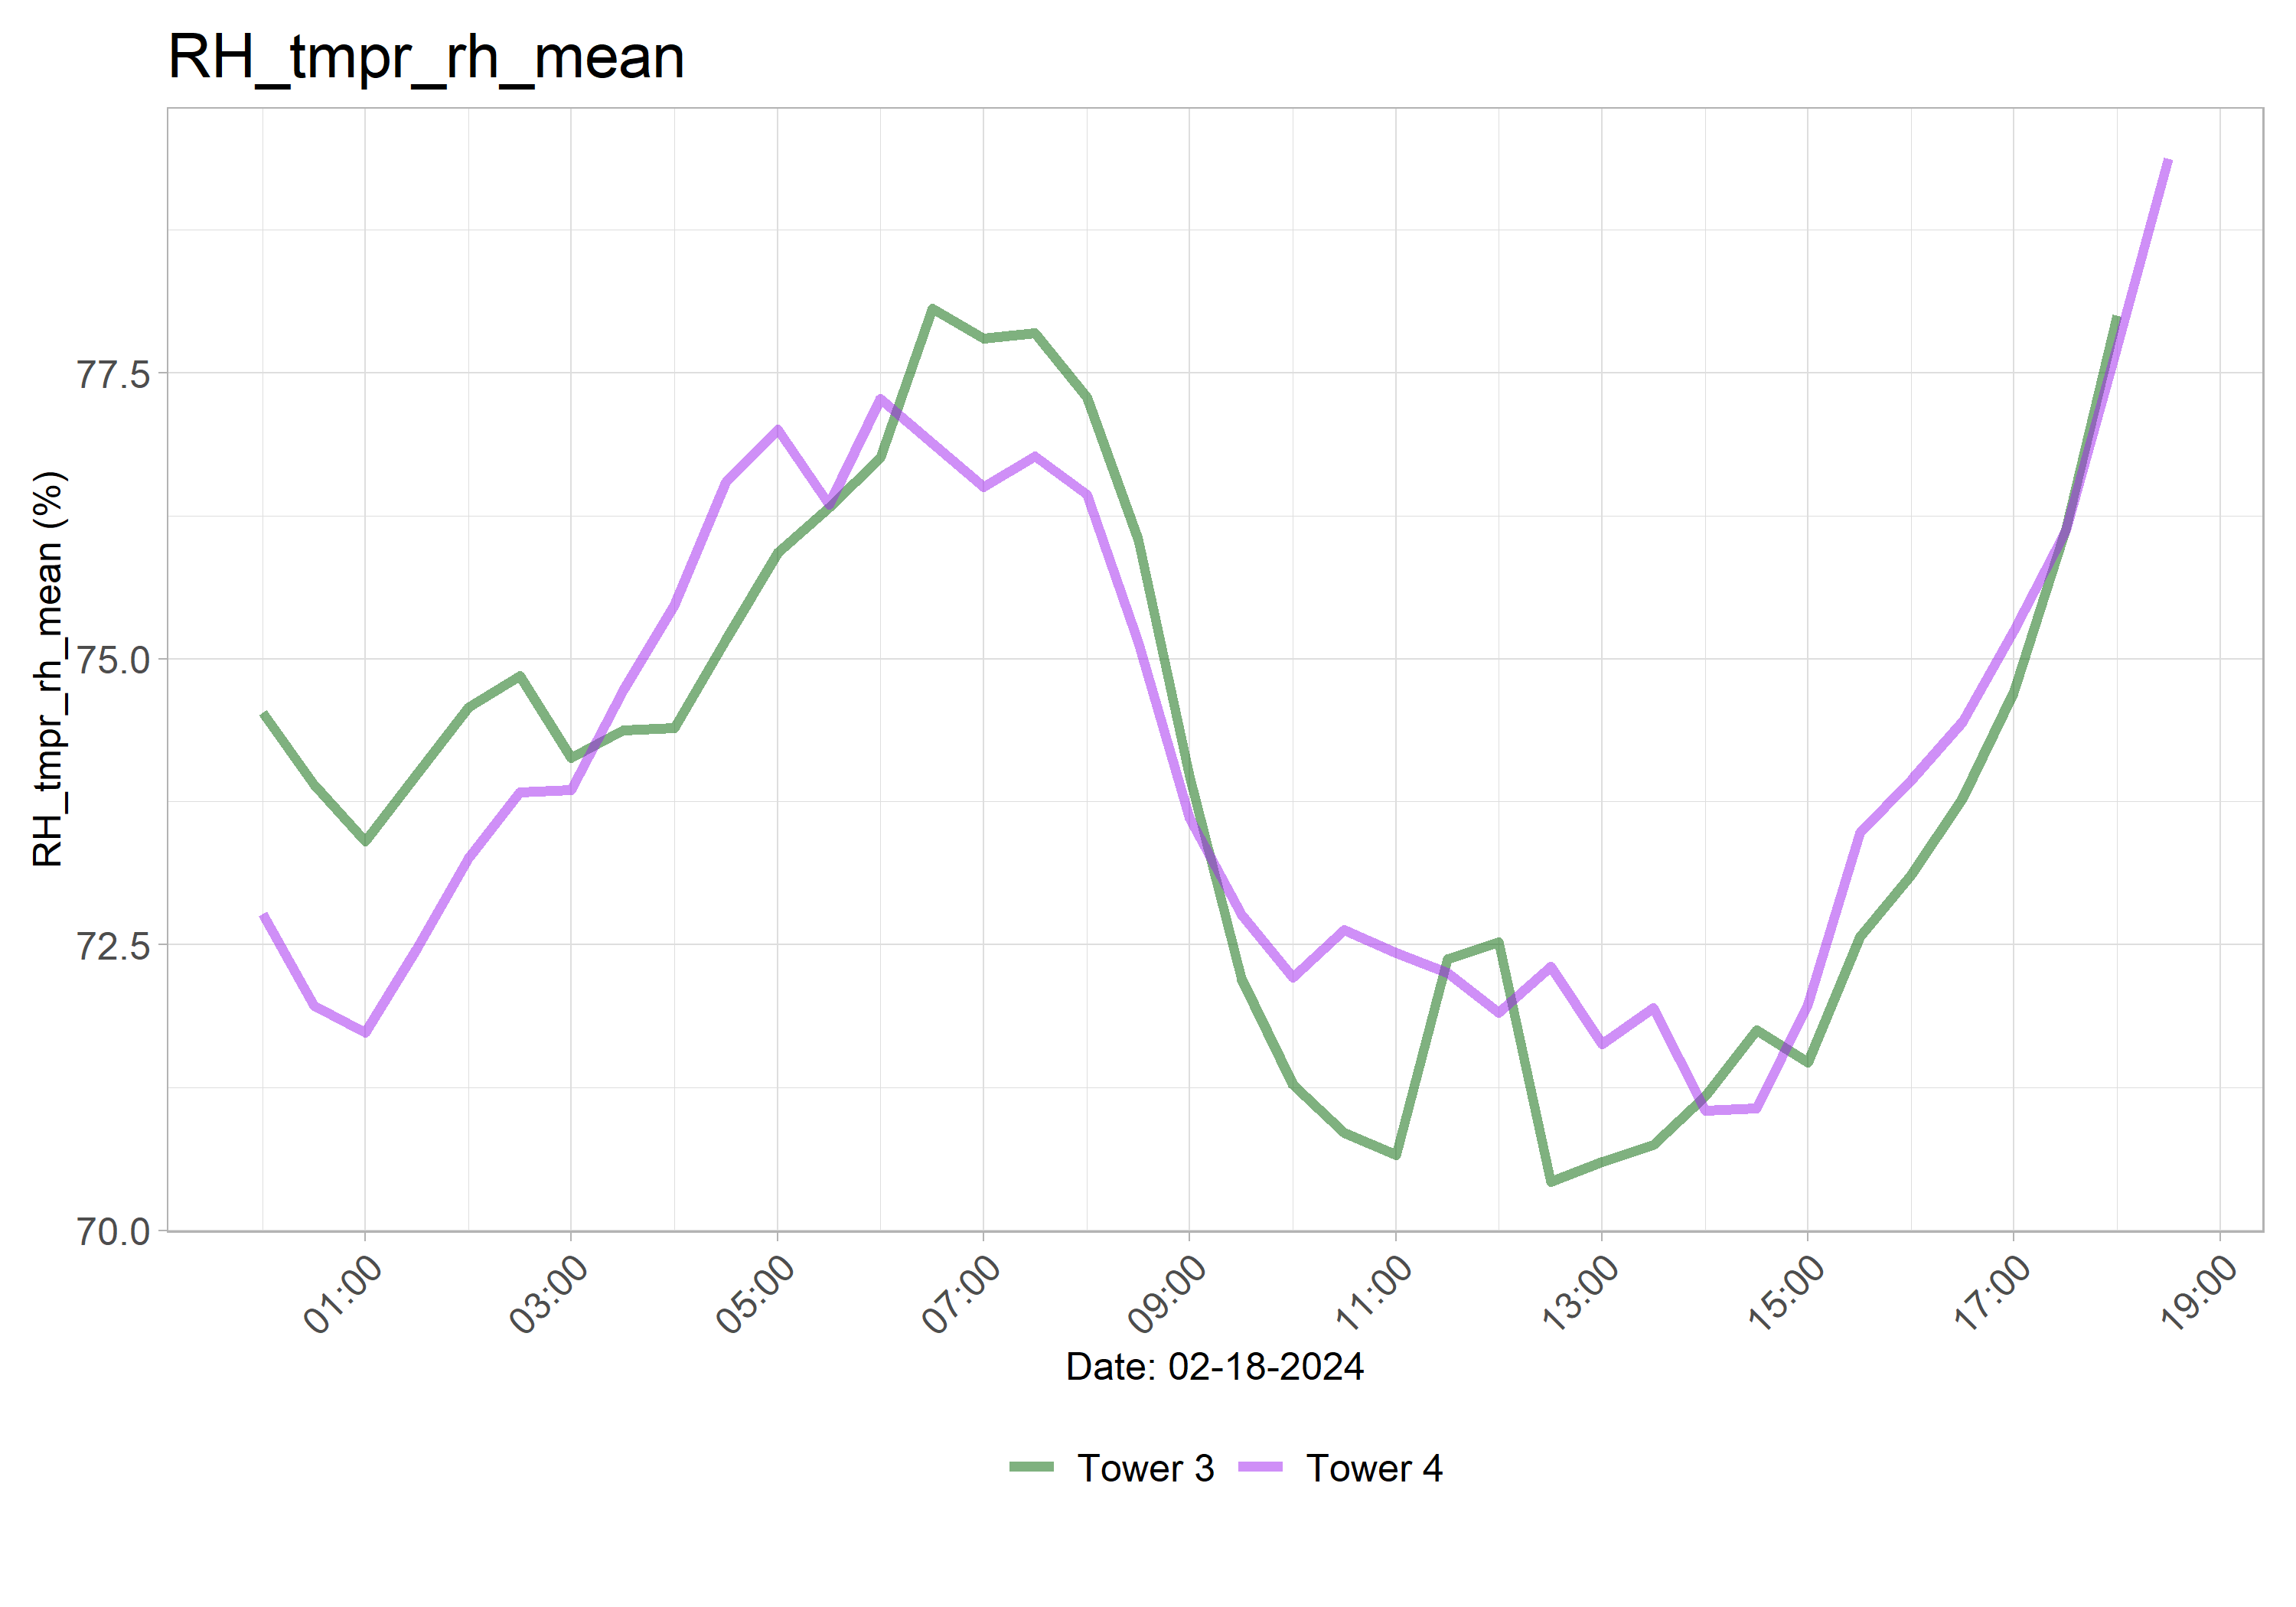 RH_tmpr_rh_mean
RH_tmpr_rh_mean (%)
77.5
75.0
72.5
70.0
01:00 03:00 05:00 07:00 09:00 11:00 13:00 15:00 17:00 19:00
Date: 02-18-2024
Tower 3 Tower 4